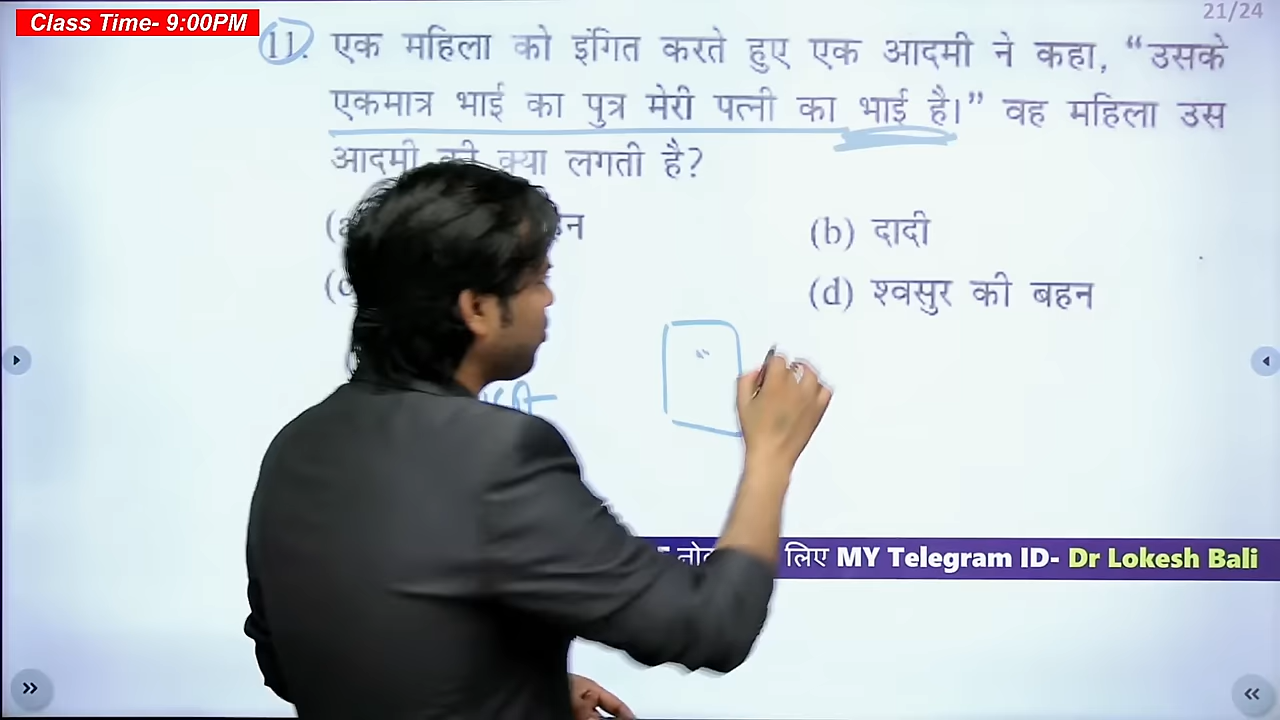 Class Time- 9:00PM
21/24
11. एक महिला को इंगित करते हुए एक आदमी ने कहा, “उसके
एकमात्र भाई का पुत्र मेरी पत्नी का भाई है।” वह महिला उस
आदमी की क्या लगती है?
(b) दादी
(d) श्वसुर की बहन
लिए MY Telegram ID- Dr Lokesh Bali